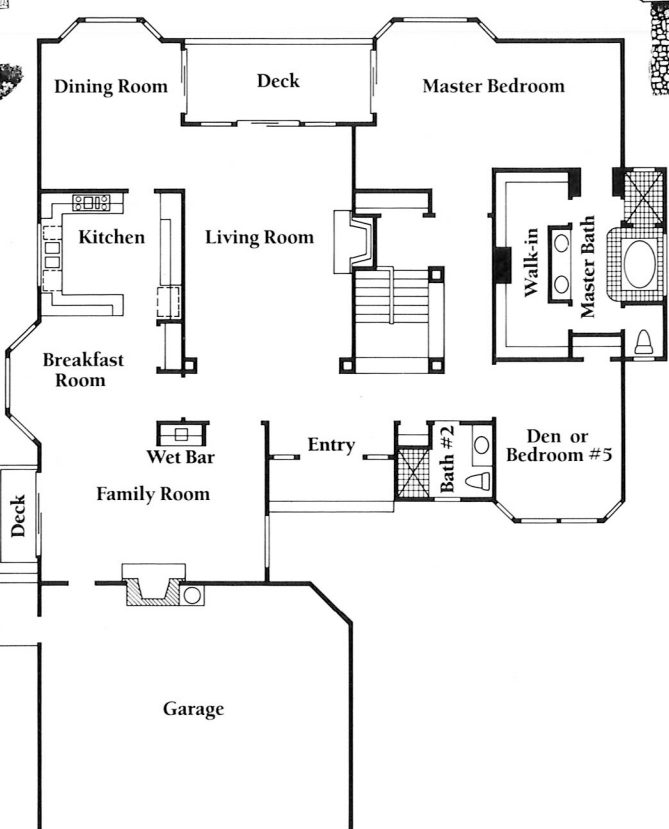 Dining Room
Deck
Master Bedroom
Kitchen
Living Room
Walk-in
Master Bath
Breakfast
Room
Wet Bar
Entry
Bath #2
Den or
Bedroom #5
Deck
Family Room
Garage